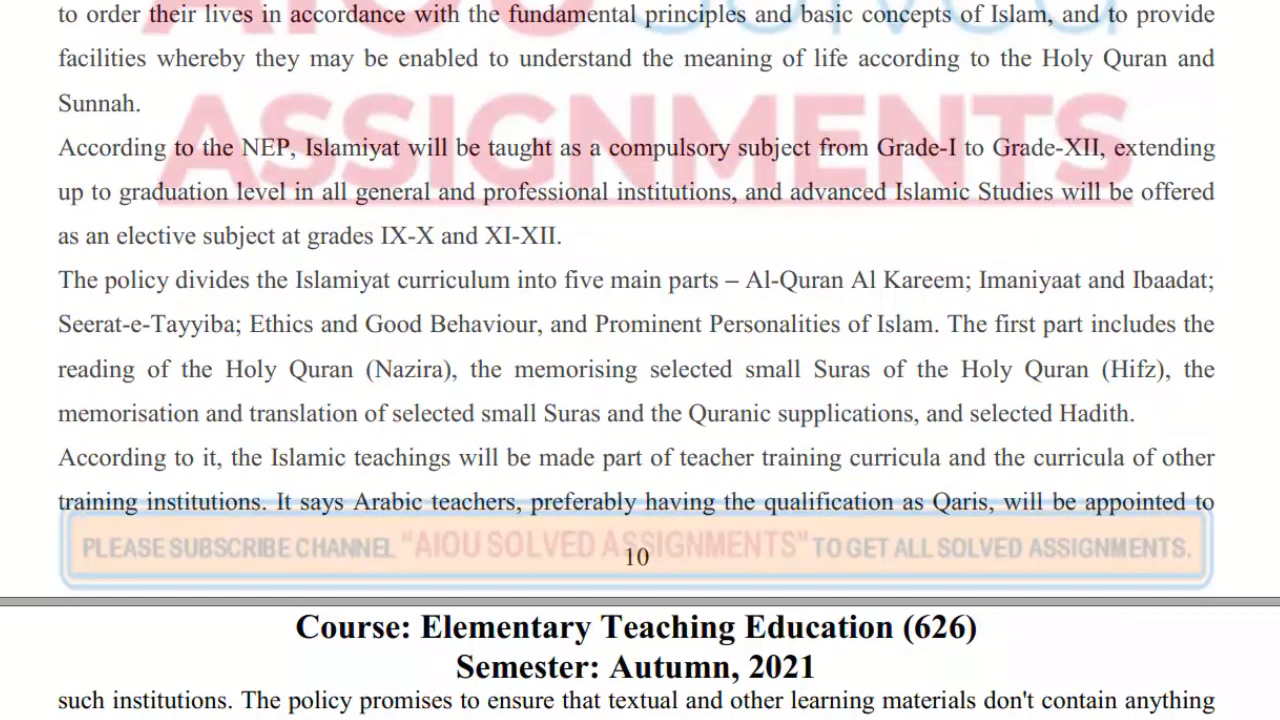 to order their lives in accordance with the fundamental principles and basic concepts of Islam, and to provide
facilities whereby they may be enabled to understand the meaning of life according to the Holy Quran and
Sunnah.
AIOU Solved
ASSIGNMENTS
According to the NEP, Islamiyat will be taught as a compulsory subject from Grade-I to Grade-XII, extending
up to graduation level in all general and professional institutions, and advanced Islamic Studies will be offered
as an elective subject at grades IX-X and XI-XII.
The policy divides the Islamiyat curriculum into five main parts – Al-Quran Al Kareem; Imaniyaat and Ibaadat;
Seerat-e-Tayyiba; Ethics and Good Behaviour, and Prominent Personalities of Islam. The first part includes the
reading of the Holy Quran (Nazira), the memorising selected small Suras of the Holy Quran (Hifz), the
memorisation and translation of selected small Suras and the Quranic supplications, and selected Hadith.
According to it, the Islamic teachings will be made part of teacher training curricula and the curricula of other
training institutions. It says Arabic teachers, preferably having the qualification as Qaris, will be appointed to
PLEASE SUBSCRIBE CHANNEL "AIOU SOLVED ASSIGNMENTS" TO GET ALL SOLVED ASSIGNMENTS.
10
Course: Elementary Teaching Education (626)
Semester: Autumn, 2021
such institutions. The policy promises to ensure that textual and other learning materials don't contain anything